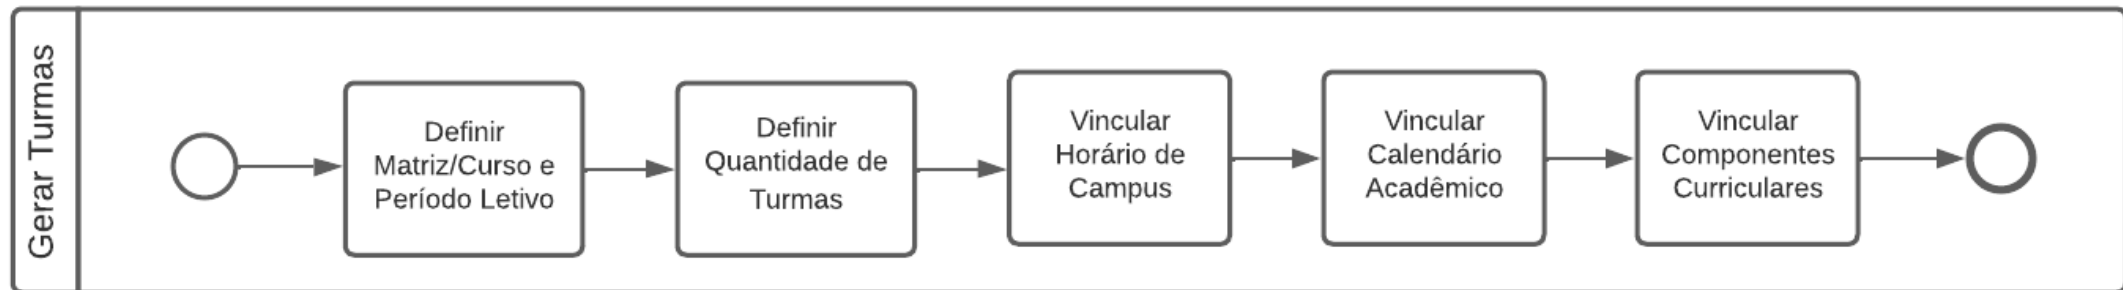 Gerar Turmas
Definir
Matriz/Curso e
Período Letivo
Definir
Quantidade de
Turmas
Vincular
Horário de
Campus
Vincular
Calendário
Acadêmico
Vincular
Componentes
Curriculares